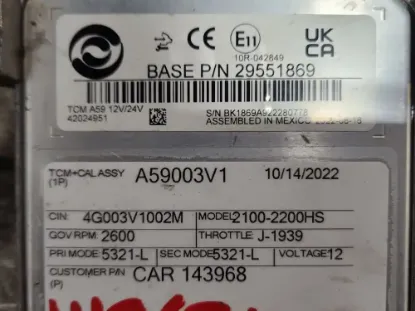 E11
10R-042849
UK
CA
BASE P/N 29551869
TCM A59 12V/24V
42024951
S/N BK1869A922280778
ASSEMBLED IN MEXICO
TCM+CAL ASSY A59003V1 10/14/2022
(1P)
CIN: 4G003V1002M MODEL 2100-2200HS
GOV RPM: 2600 THROTTLE: J-1939
PRI MODE: 5321-L SEC MODE: 5321-L VOLTAGE 12
CUSTOMER P/N CAR 143968
(P)